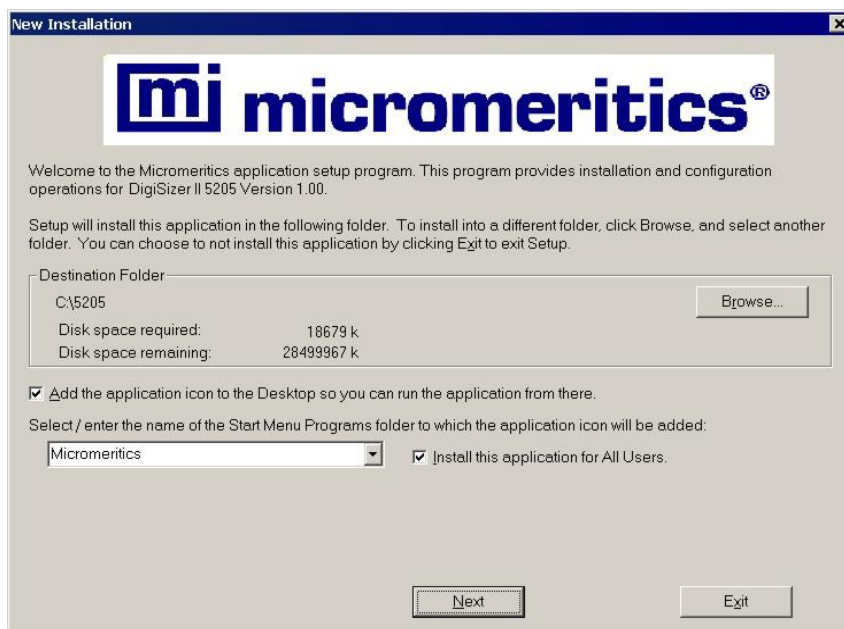 New Installation
mi micromeritics®
Welcome to the Micromeritics application setup program. This program provides installation and configuration
operations for DigiSizer II 5205 Version 1.00.
Setup will install this application in the following folder. To install into a different folder, click Browse, and select another
folder. You can choose to not install this application by clicking Exit to exit Setup.
Destination Folder
C:\5205
Browse...
Disk space required: 18679 k
Disk space remaining: 28499967 k
Add the application icon to the Desktop so you can run the application from there.
Select / enter the name of the Start Menu Programs folder to which the application icon will be added:
Micromeritics
Install this application for All Users.
Next
Exit